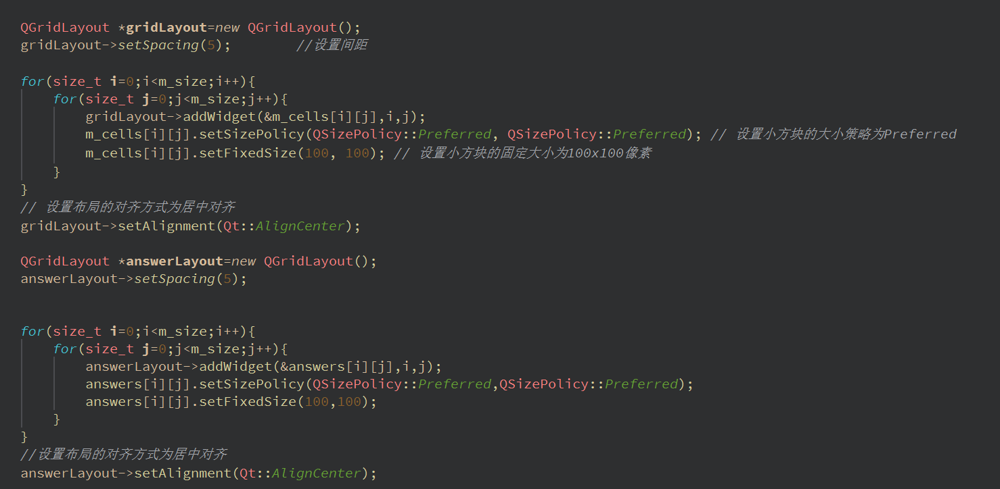 QGridLayout *gridLayout=new QGridLayout();
gridLayout->setSpacing(5);        //设置间距
for(size_t i=0;i<m_size;i++){
    for(size_t j=0;j<m_size;j++){
        gridLayout->addWidget(&m_cells[i][j],i,j);
        m_cells[i][j].setSizePolicy(QSizePolicy::Preferred, QSizePolicy::Preferred); // 设置小方块的大小策略为Preferred
        m_cells[i][j].setFixedSize(100, 100); // 设置小方块的固定大小为100x100像素
    }
}
// 设置布局的对齐方式为居中对齐
gridLayout->setAlignment(Qt::AlignCenter);
QGridLayout *answerLayout=new QGridLayout();
answerLayout->setSpacing(5);
for(size_t i=0;i<m_size;i++){
    for(size_t j=0;j<m_size;j++){
        answerLayout->addWidget(&answers[i][j],i,j);
        answers[i][j].setSizePolicy(QSizePolicy::Preferred,QSizePolicy::Preferred);
        answers[i][j].setFixedSize(100,100);
    }
}
//设置布局的对齐方式为居中对齐
answerLayout->setAlignment(Qt::AlignCenter);